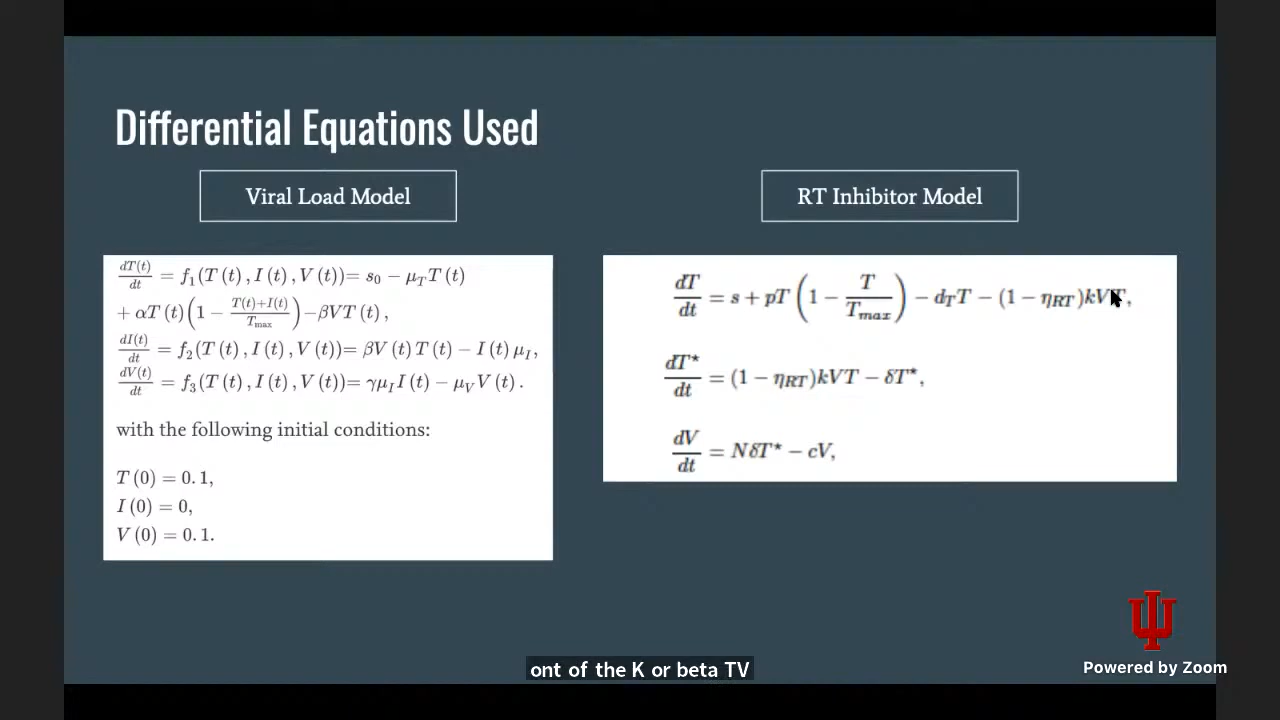 Differential Equations Used
Viral Load Model
RT Inhibitor Model
dT(t)/dt = f₁(T(t), I(t), V(t))= s₀ − μ_T T(t)
+ αT(t)(1 − (T(t)+I(t))/T_max)−βVT(t),
dI(t)/dt = f₂(T(t), I(t), V(t))= βV(t)T(t) − I(t)μ_I,
dV(t)/dt = f₃(T(t), I(t), V(t))= γμ_I I(t)−μ_V V(t).
with the following initial conditions:
T(0) = 0.1,
I(0) = 0,
V(0) = 0.1.
dT/dt = s + pT(1 − T/T_max) − d_T T − (1 − η_RT)kVT,
dT*/dt = (1 − η_RT)kVT − δT*,
dV/dt = NδT* − cV,
Powered by Zoom
ont of the K or beta TV